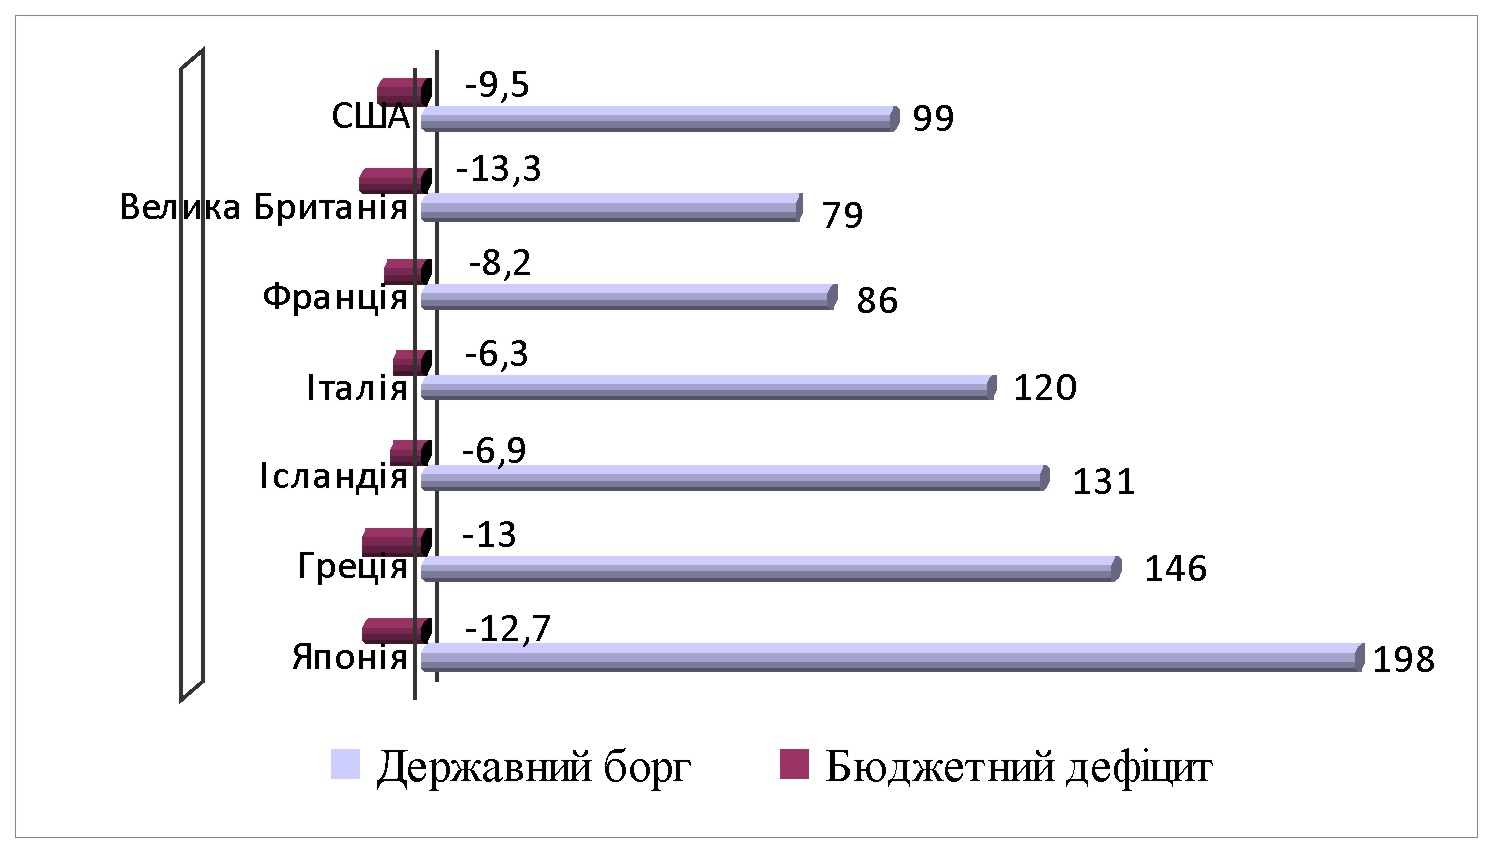 -9,5
США 99
-13,3
Велика Британія 79
-8,2
Франція 86
-6,3
Італія 120
-6,9
Ісландія 131
-13
Греція 146
-12,7
Японія 198
Державний борг Бюджетний дефіцит